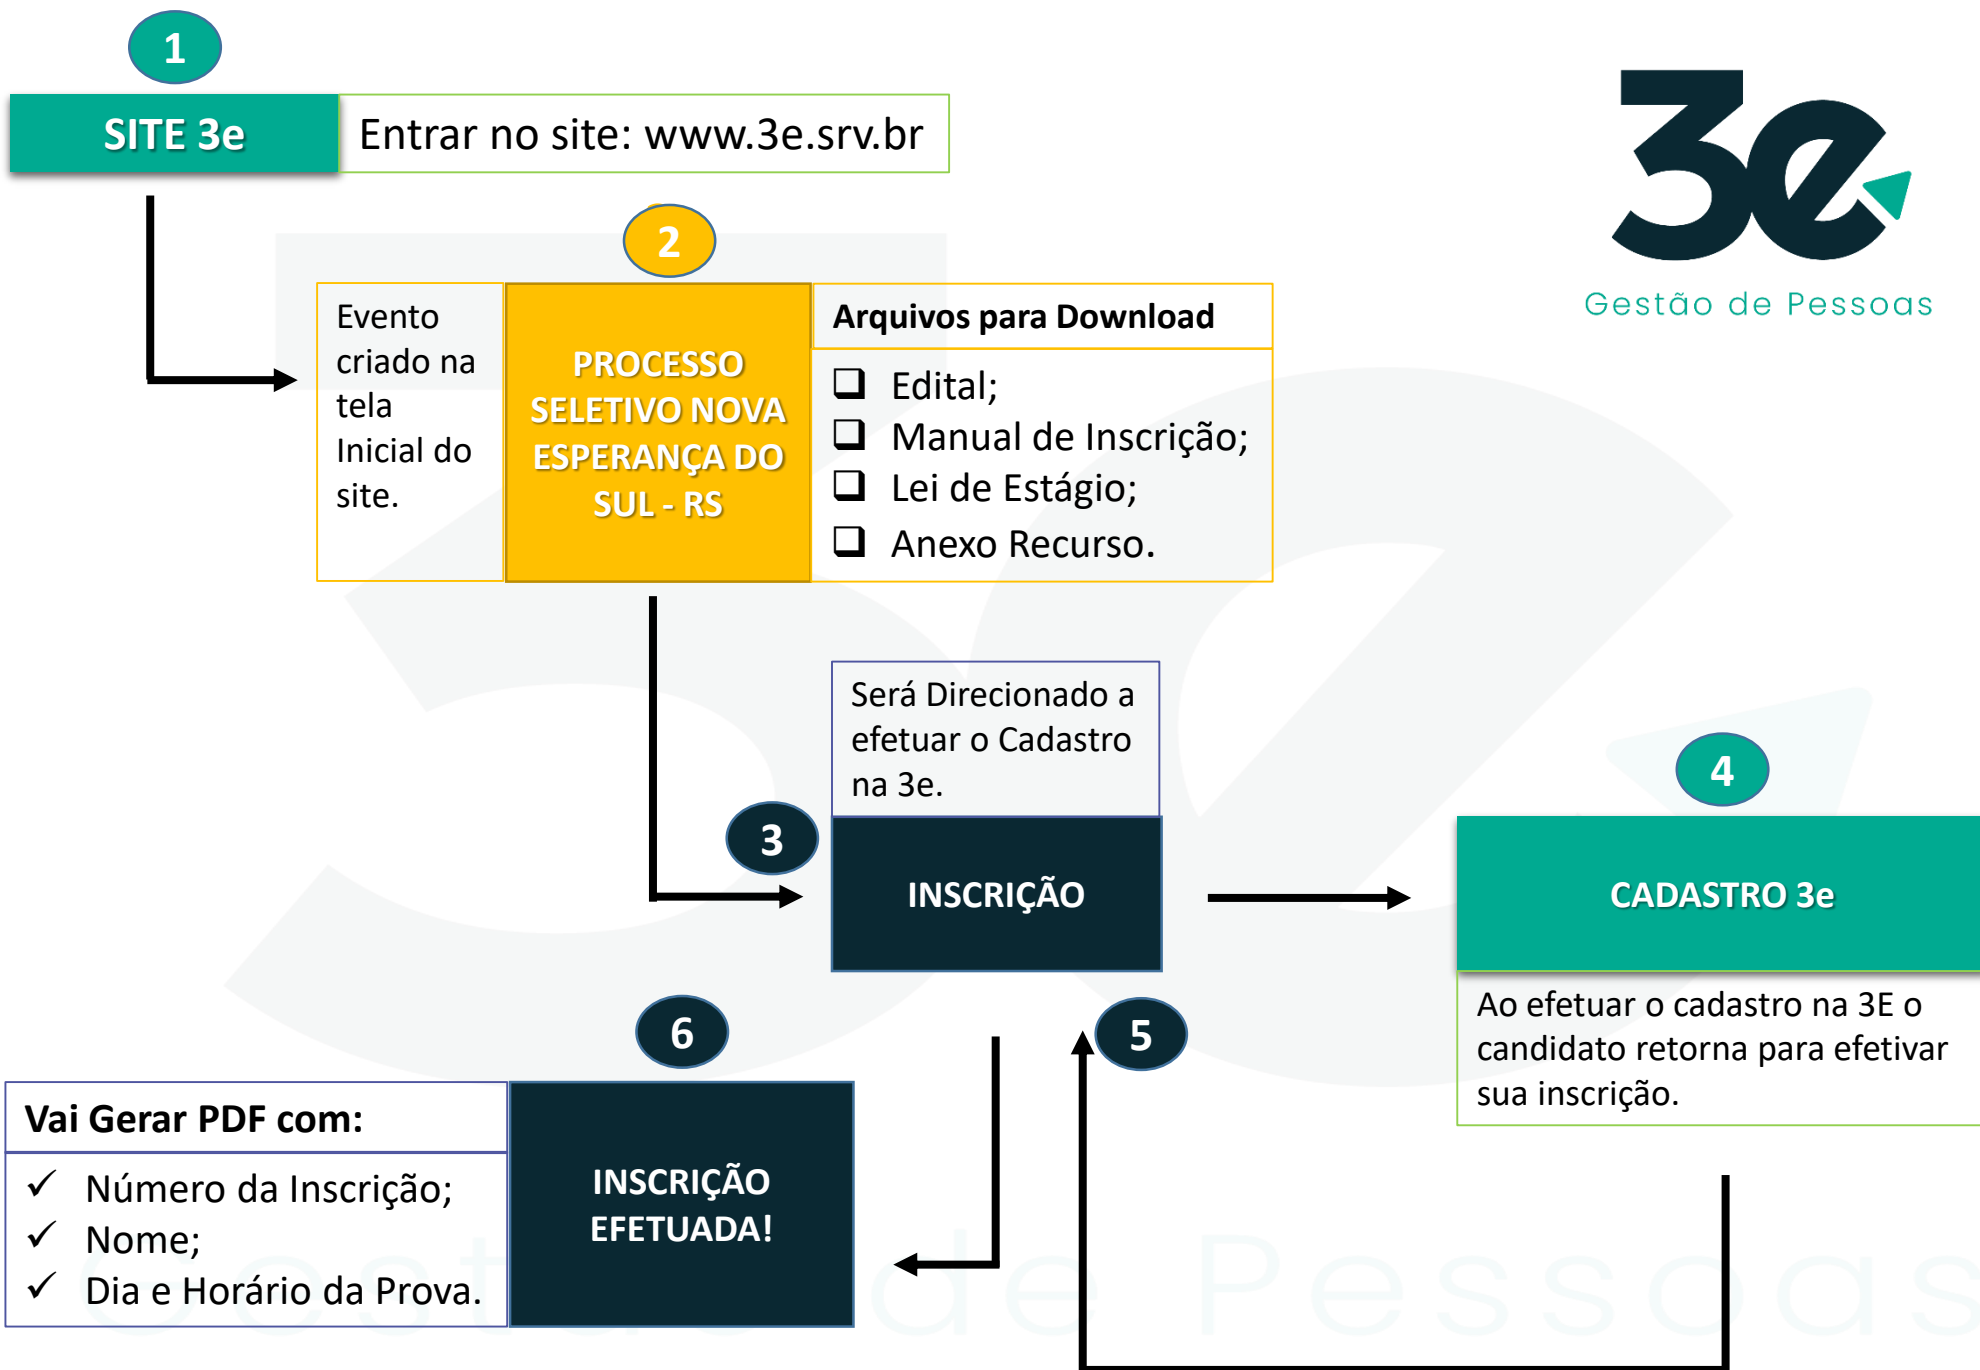 1
SITE 3e
Entrar no site: www.3e.srv.br
3e
Gestão de Pessoas
2
Evento
criado na
tela
Inicial do
site.
PROCESSO
SELETIVO NOVA
ESPERANÇA DO
SUL - RS
Arquivos para Download
❑ Edital;
❑ Manual de Inscrição;
❑ Lei de Estágio;
❑ Anexo Recurso.
Será Direcionado a
efetuar o Cadastro
na 3e.
3
INSCRIÇÃO
4
CADASTRO 3e
Ao efetuar o cadastro na 3E o
candidato retorna para efetivar
sua inscrição.
5
6
INSCRIÇÃO
EFETUADA!
Vai Gerar PDF com:
✓ Número da Inscrição;
✓ Nome;
✓ Dia e Horário da Prova.
3e
Gestão de Pessoas